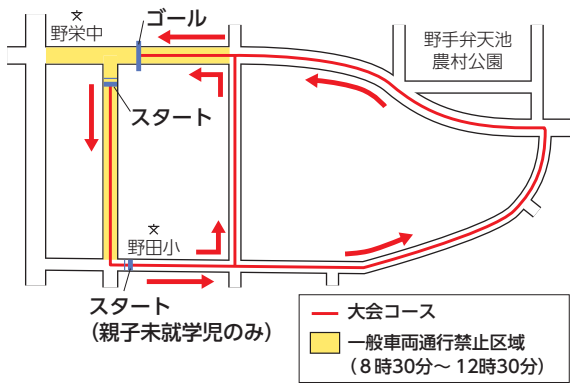 ゴール
野栄中
野手弁天池
農村公園
スタート
野田小
スタート
(親子未就学児のみ)
大会コース
一般車両通行禁止区域
(8時30分~12時30分)